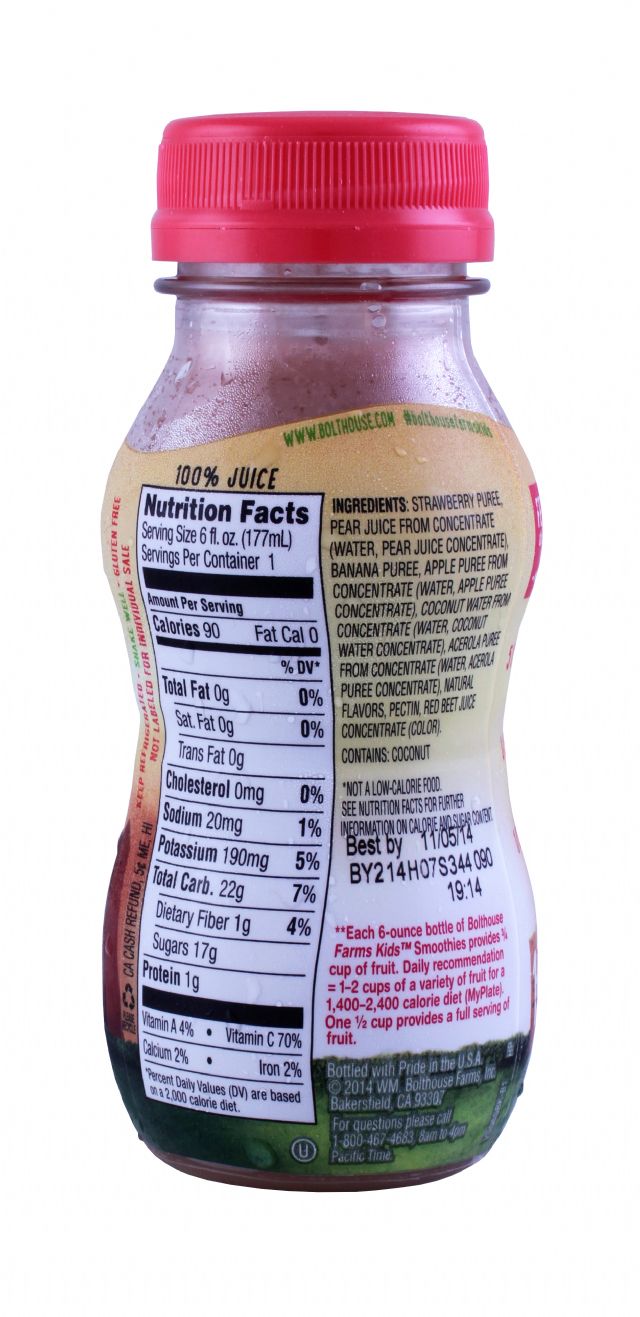 WWW.BOLTHOUSE.COM #bolthousefarmskids
100% JUICE
Nutrition Facts
Serving Size 6 fl. oz. (177mL)
Servings Per Container 1
Amount Per Serving
Calories 90 Fat Cal 0
% DV*
Total Fat 0g 0%
Sat. Fat 0g 0%
Trans Fat 0g
Cholesterol 0mg 0%
Sodium 20mg 1%
Potassium 190mg 5%
Total Carb. 22g 7%
Dietary Fiber 1g 4%
Sugars 17g
Protein 1g
Vitamin A 4% • Vitamin C 70%
Calcium 2% • Iron 2%
*Percent Daily Values (DV) are based
on a 2,000 calorie diet.
INGREDIENTS: STRAWBERRY PUREE,
PEAR JUICE FROM CONCENTRATE
(WATER, PEAR JUICE CONCENTRATE),
BANANA PUREE, APPLE PUREE FROM
CONCENTRATE (WATER, APPLE PUREE
CONCENTRATE), COCONUT WATER FROM
CONCENTRATE (WATER, COCONUT
WATER CONCENTRATE), ACEROLA PUREE
FROM CONCENTRATE (WATER, ACEROLA
PUREE CONCENTRATE), NATURAL
FLAVORS, PECTIN, RED BEET JUICE
CONCENTRATE (COLOR).
CONTAINS: COCONUT
*NOT A LOW-CALORIE FOOD.
SEE NUTRITION FACTS FOR FURTHER
INFORMATION ON CALORIE AND SUGAR CONTENT.
Best by 11/05/14
BY214H07S344 090
19:14
**Each 6-ounce bottle of Bolthouse
Farms Kids™ Smoothies provides ¾
cup of fruit. Daily recommendation
= 1–2 cups of a variety of fruit for a
1,400–2,400 calorie diet (MyPlate).
One ½ cup provides a full serving of
fruit.
Bottled with Pride in the U.S.A.
© 2014 WM. Bolthouse Farms, Inc.
Bakersfield, CA 93307
For questions please call
1-800-467-4683, 8am to 4pm
Pacific Time.
U
KEEP REFRIGERATED - SHAKE WELL - GLUTEN FREE
NOT LABELED FOR INDIVIDUAL SALE
CA CASH REFUND, 5¢ ME, HI